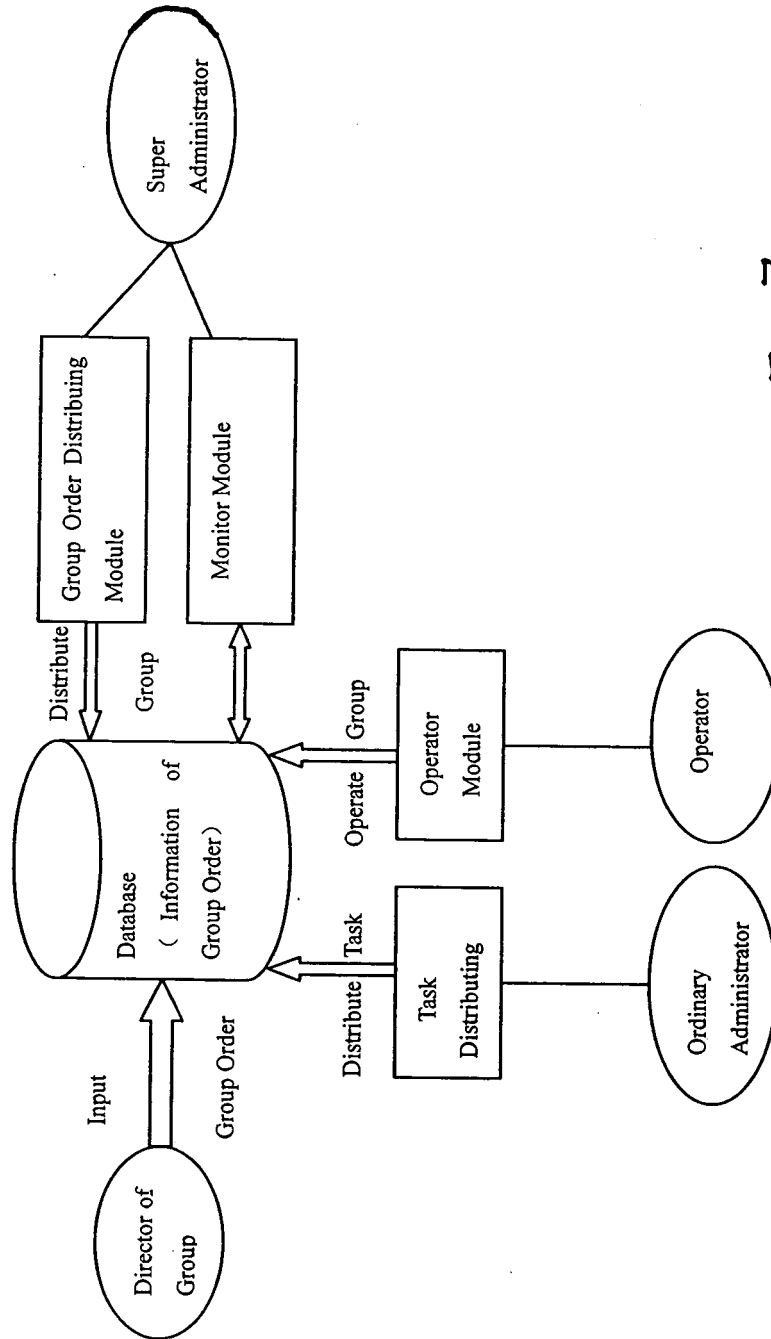 Director of
Group
Input
Group Order
Database
( Information of
Group Order)
Distribute
Group
Group Order Distribuing
Module
Monitor Module
Super
Administrator
Distribute Task
Task
Distributing
Ordinary
Administrator
Operate Group
Operator
Module
Operator